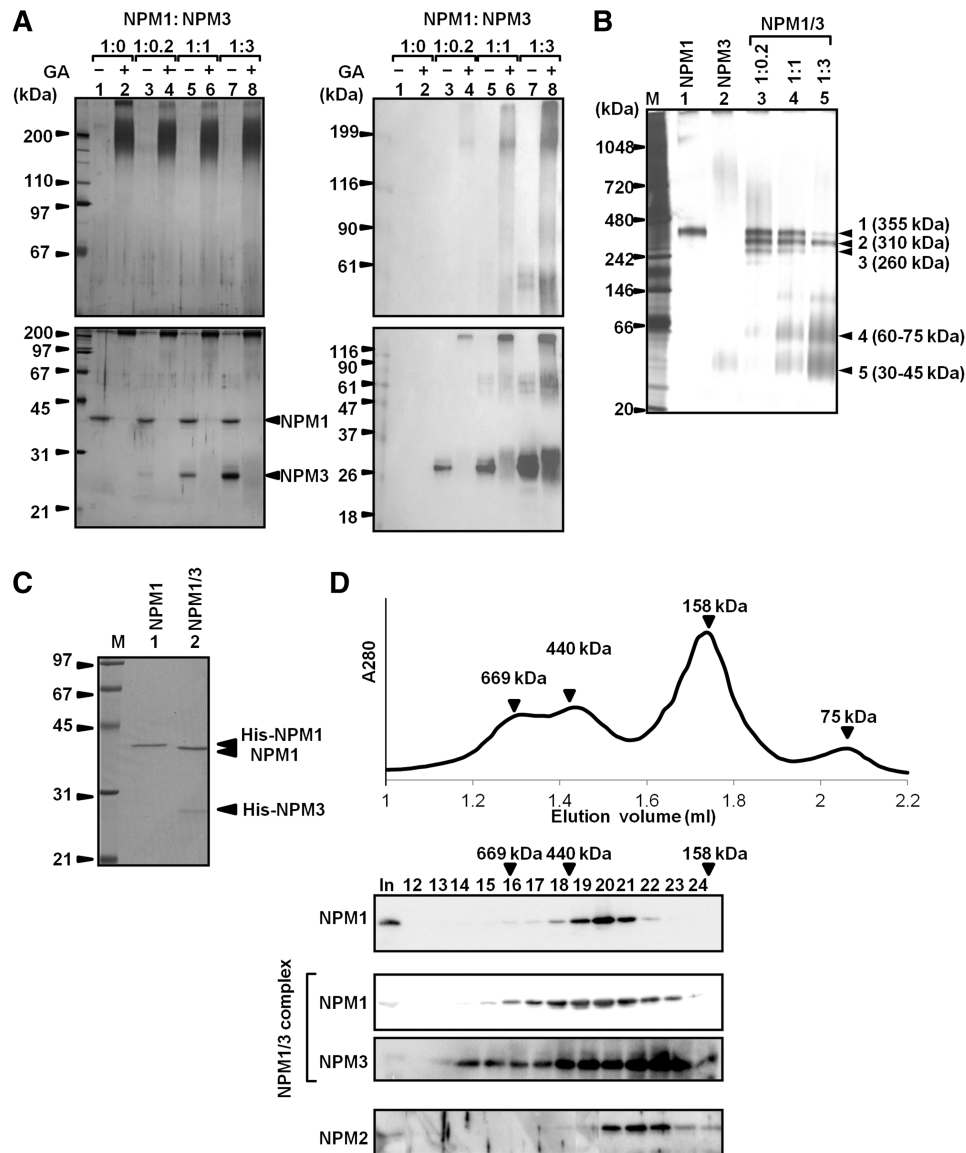 A
NPM1: NPM3
1:0 1:0.2 1:1 1:3
GA – + – + – + – +
(kDa) 1 2 3 4 5 6 7 8
200
110
97
67
200
97
67
45
31
21
NPM1
NPM3
NPM1: NPM3
1:0 1:0.2 1:1 1:3
GA – + – + – + – +
1 2 3 4 5 6 7 8
199
116
90
61
116
90
61
47
37
26
18
B
NPM1/3
NPM1
NPM3
1:0.2
1:1
1:3
(kDa) M 1 2 3 4 5
1048
720
480
242
146
66
20
1 (355 kDa)
2 (310 kDa)
3 (260 kDa)
4 (60-75 kDa)
5 (30-45 kDa)
C
NPM1
NPM1/3
M 1 2
97
67
45
31
21
His-NPM1
NPM1
His-NPM3
D
A280
669 kDa
440 kDa
158 kDa
75 kDa
1 1.2 1.4 1.6 1.8 2 2.2
Elution volume (ml)
669 kDa 440 kDa 158 kDa
In 12 13 14 15 16 17 18 19 20 21 22 23 24
NPM1
NPM1/3 complex
NPM1
NPM3
NPM2